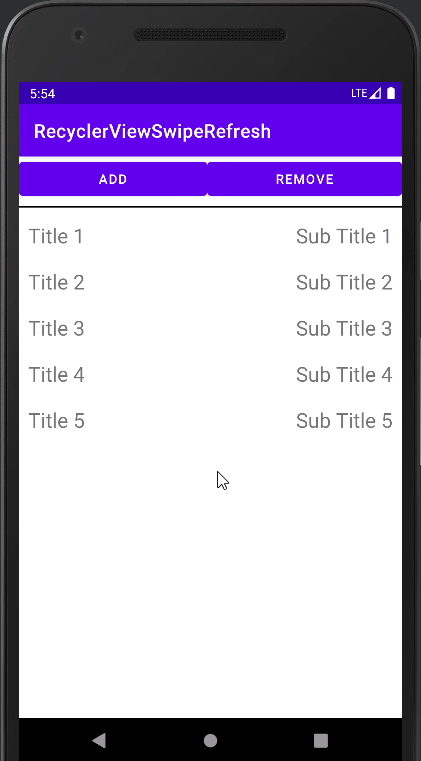 5:54 LTE
RecyclerViewSwipeRefresh
ADD REMOVE
Title 1 Sub Title 1
Title 2 Sub Title 2
Title 3 Sub Title 3
Title 4 Sub Title 4
Title 5 Sub Title 5